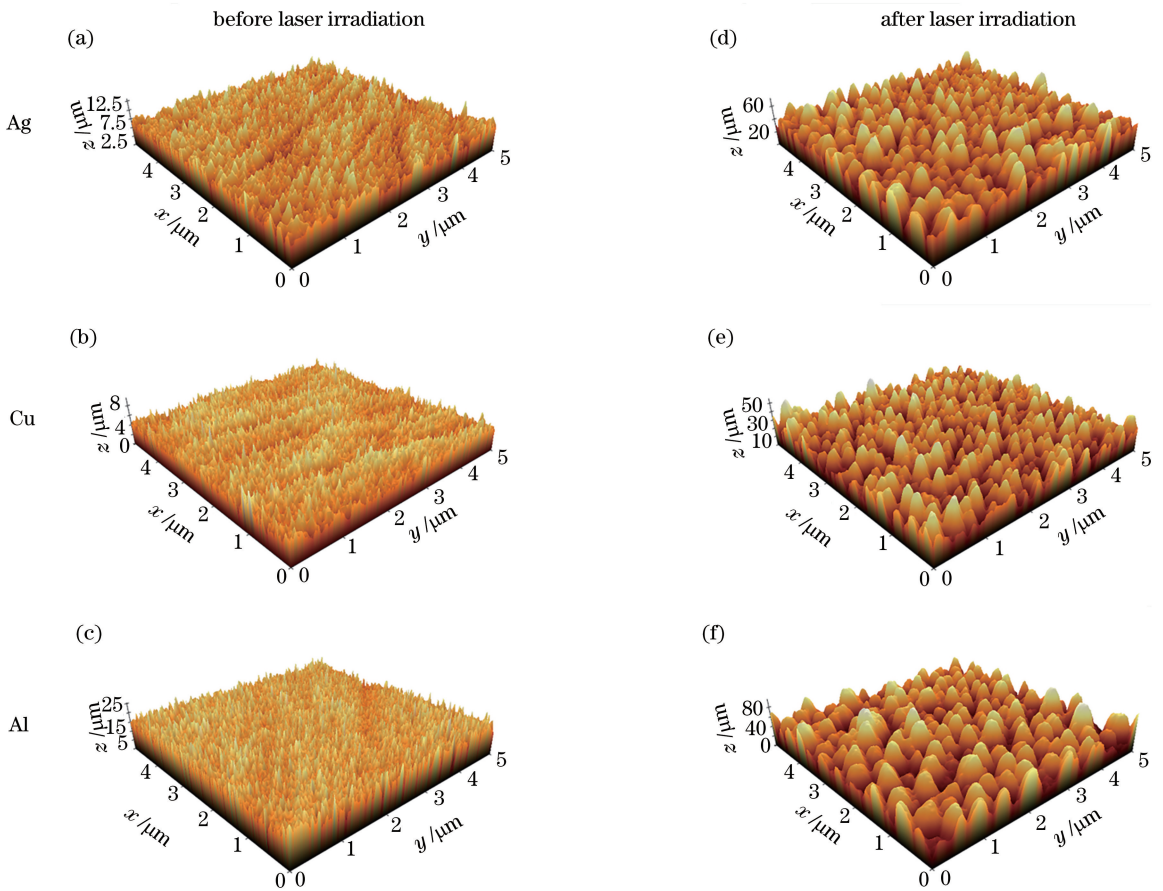 before laser irradiation
after laser irradiation
(a)
(d)
Ag
12.5
7.5
2.5
z /μm
4
3
2
1
0
x /μm
0
1
2
3
4
5
y /μm
60
20
z /μm
4
3
2
1
0
x /μm
0
1
2
3
4
5
y /μm
(b)
(e)
Cu
8
4
0
z /μm
4
3
2
1
0
x /μm
0
1
2
3
4
5
y /μm
50
30
10
z /μm
4
3
2
1
0
x /μm
0
1
2
3
4
5
y /μm
(c)
(f)
Al
25
15
5
z /μm
4
3
2
1
0
x /μm
0
1
2
3
4
5
y /μm
80
40
0
z /μm
4
3
2
1
0
x /μm
0
1
2
3
4
5
y /μm